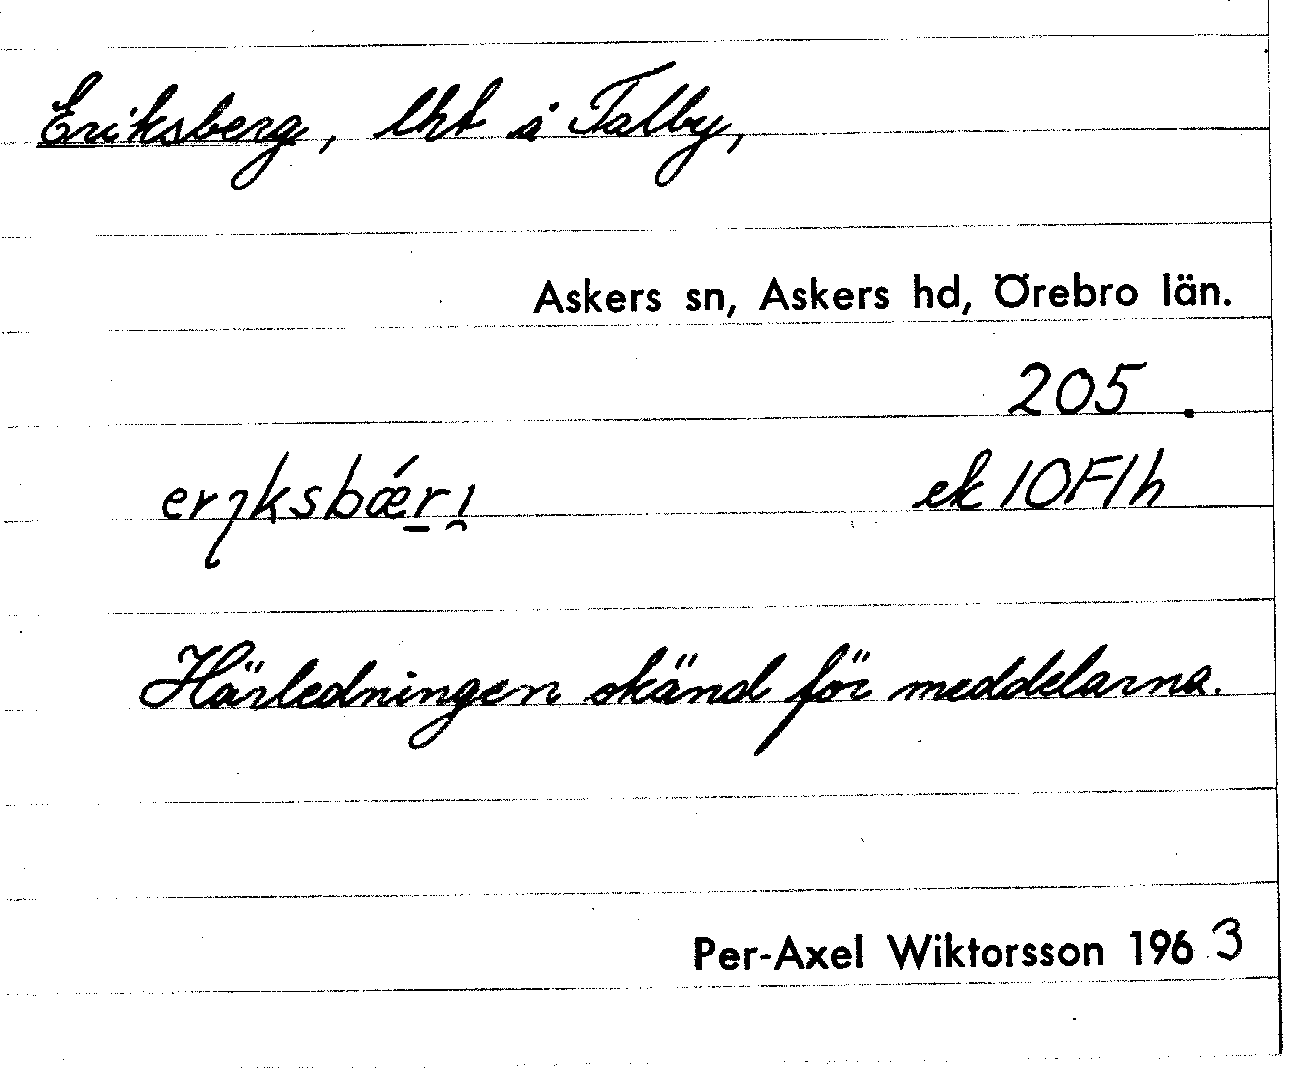 Eriksberg, lht å Talby,
Askers sn, Askers hd, Örebro län.
205.
ek 10F1h
Härledningen okänd för meddelarna.
Per-Axel Wiktorsson 1963